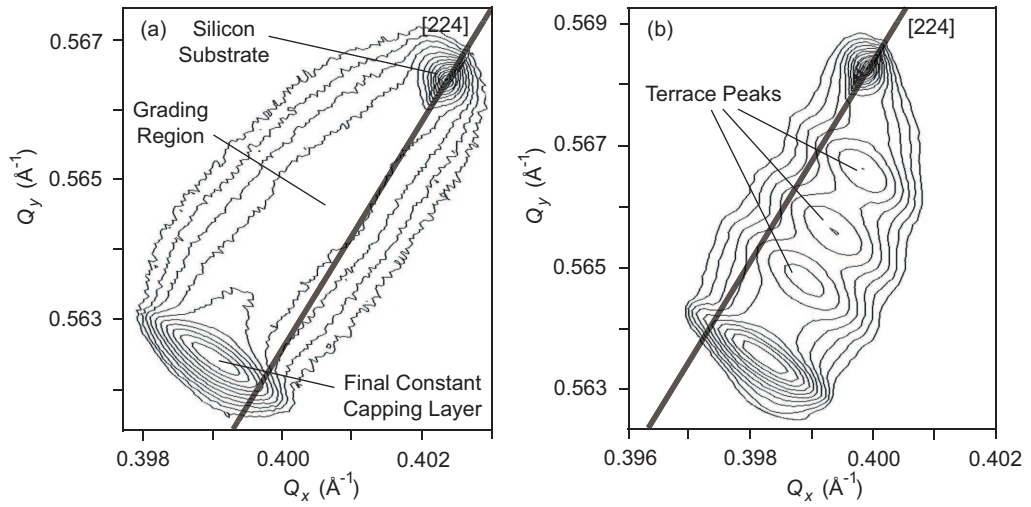 (a)
Silicon
Substrate
[224]
Grading
Region
Final Constant
Capping Layer
0.567
0.565
0.563
Qy (Å-1)
0.398
0.400
0.402
Qx (Å-1)
(b)
[224]
Terrace Peaks
0.569
0.567
0.565
0.563
Qy (Å-1)
0.396
0.398
0.400
0.402
Qx (Å-1)